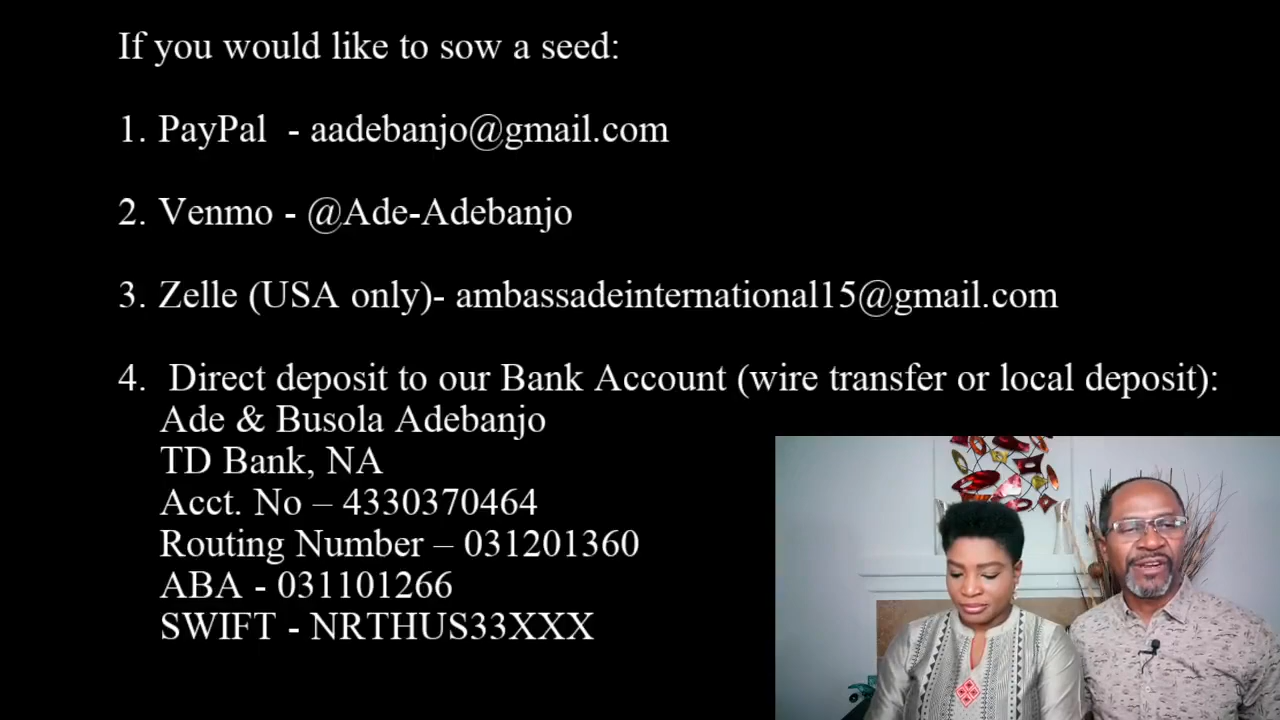 If you would like to sow a seed:
1. PayPal - aadebanjo@gmail.com
2. Venmo - @Ade-Adebanjo
3. Zelle (USA only)- ambassadeinternational15@gmail.com
4. Direct deposit to our Bank Account (wire transfer or local deposit):
Ade & Busola Adebanjo
TD Bank, NA
Acct. No – 4330370464
Routing Number – 031201360
ABA - 031101266
SWIFT - NRTHUS33XXX